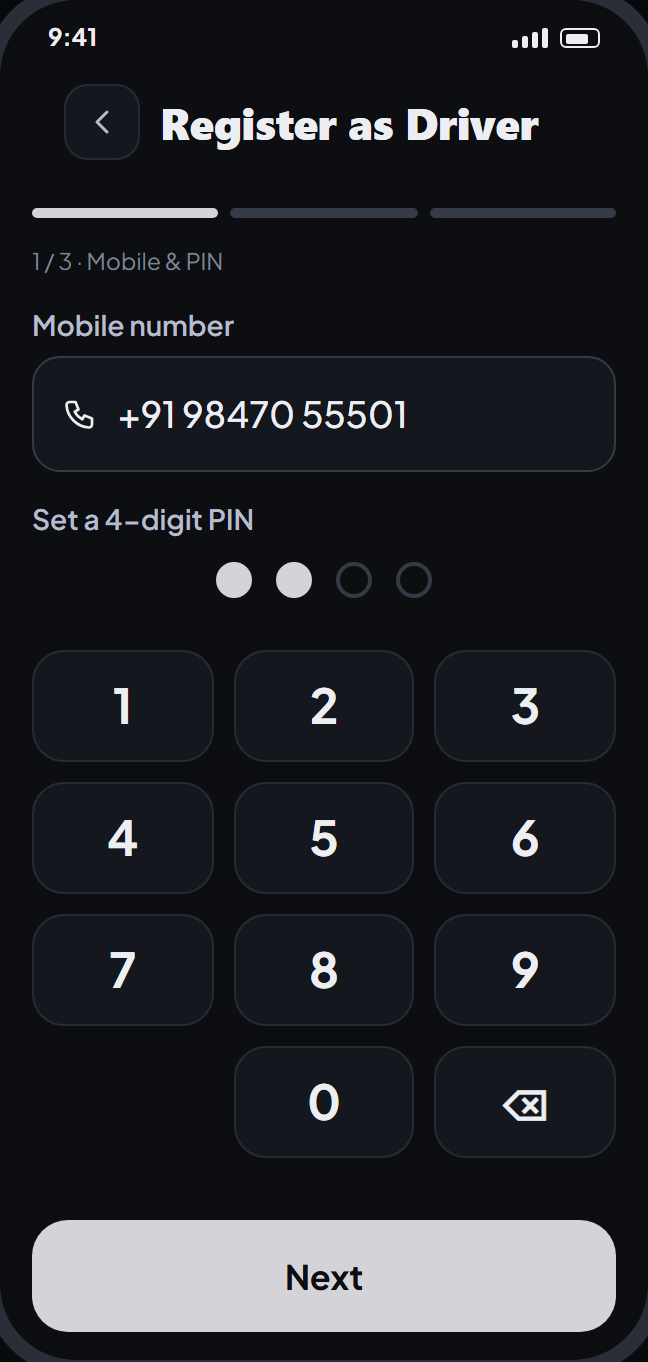 9:41
Register as Driver
1 / 3 · Mobile & PIN
Mobile number
+91 98470 55501
Set a 4-digit PIN
1 2 3
4 5 6
7 8 9
0
Next